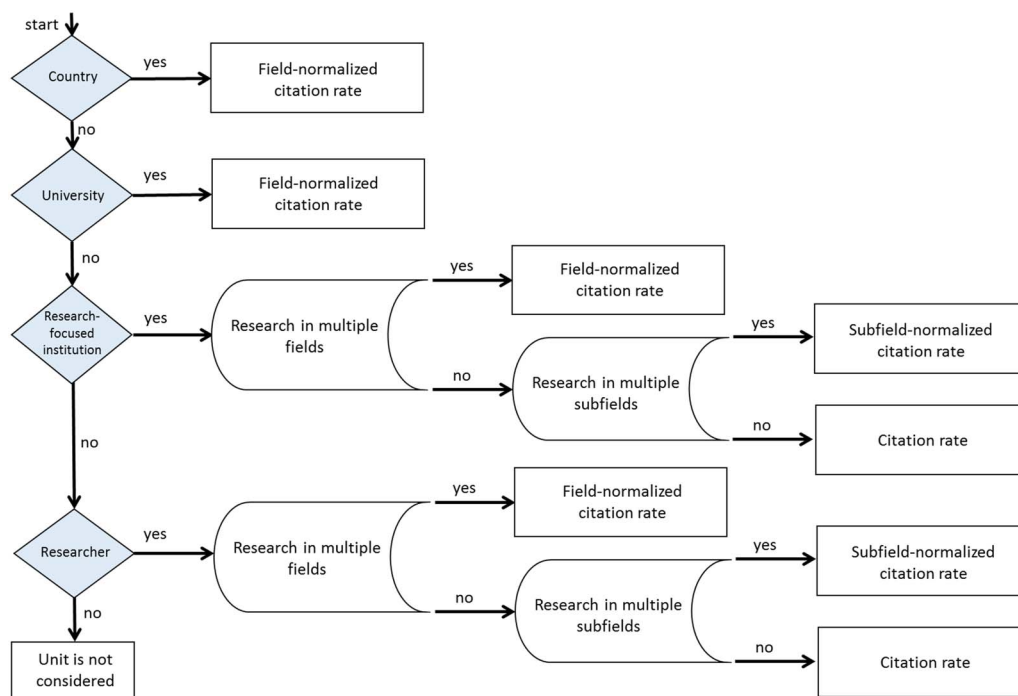 start
Country
yes
Field-normalized
citation rate
no
University
yes
Field-normalized
citation rate
no
Research-
focused
institution
yes
Research in multiple
fields
yes
Field-normalized
citation rate
no
Research in multiple
subfields
yes
Subfield-normalized
citation rate
no
Citation rate
no
Researcher
yes
Research in multiple
fields
yes
Field-normalized
citation rate
no
Research in multiple
subfields
yes
Subfield-normalized
citation rate
no
Citation rate
no
Unit is not
considered